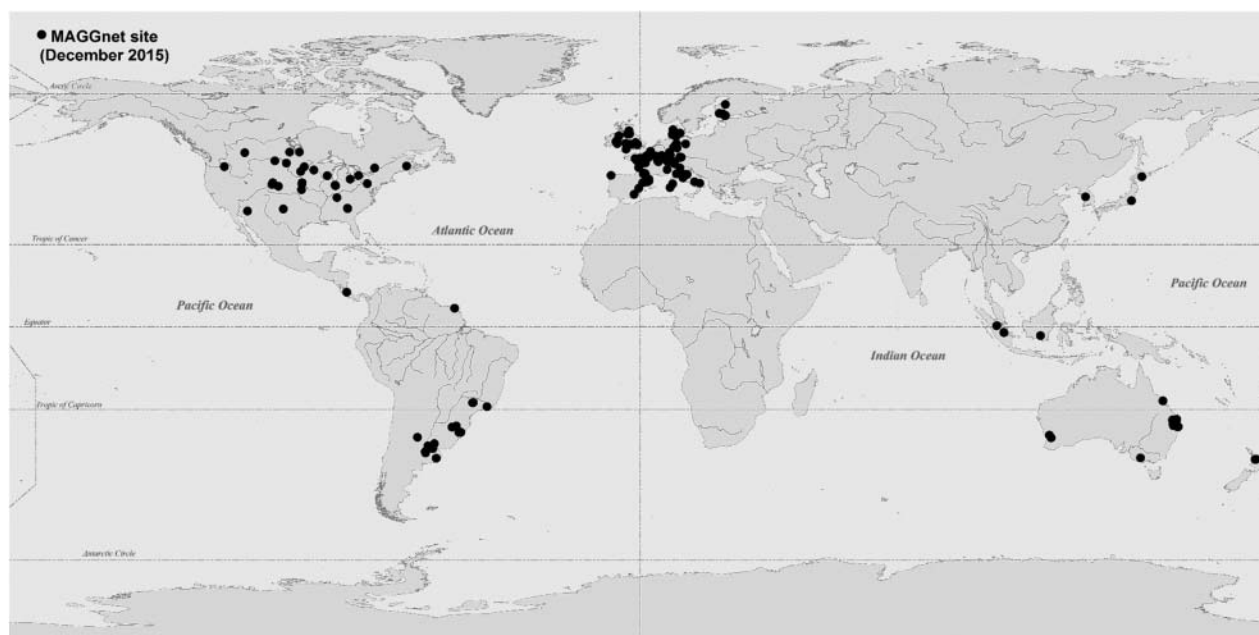 MAGGnet site
(December 2015)
Arctic Circle
Atlantic Ocean
Tropic of Cancer
Pacific Ocean
Pacific Ocean
Equator
Indian Ocean
Tropic of Capricorn
Antarctic Circle